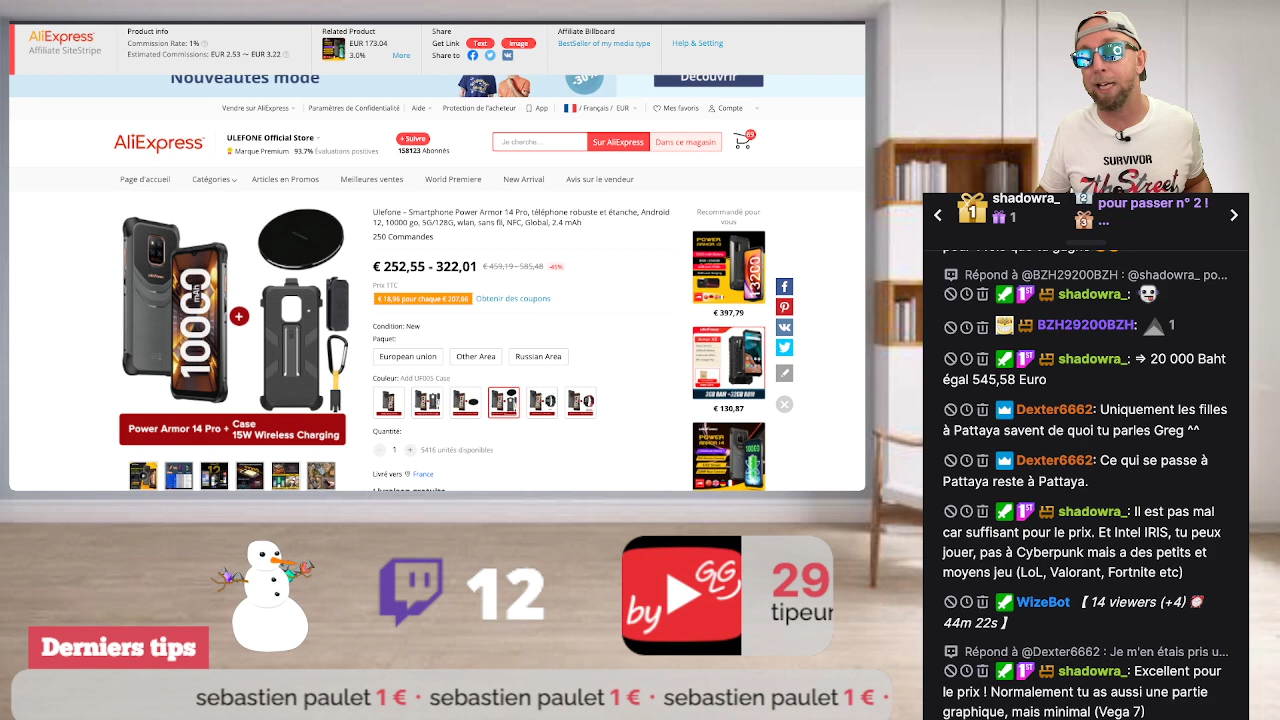 AliExpress
Affiliate SiteStripe
Product info
Commission Rate: 1%
Estimated Commissions: EUR 2.53 - EUR 3.22
Related Product
EUR 173.04
3.0%
More
Share
Get Link Text Image
Share to
Affiliate Billboard
BestSeller of my media type
Help & Setting
Nouveautés mode
-30%
Découvrir
Vendre sur AliExpress
Paramètres de Confidentialité
Aide
Protection de l'acheteur
App
/ Français / EUR
Mes favoris
Compte
AliExpress
ULEFONE Official Store
Marque Premium 93.7% Évaluations positives
+ Suivre
158123 Abonnés
Je cherche...
Sur AliExpress
Dans ce magasin
69
Page d'accueil
Catégories
Articles en Promos
Meilleures ventes
World Premiere
New Arrival
Avis sur le vendeur
10000
Power Armor 14 Pro + Case
15W Wireless Charging
Ulefone – Smartphone Power Armor 14 Pro, téléphone robuste et étanche, Android
12, 10000 go, 5G/128G, wlan, sans fil, NFC, Global, 2.4 mAh
250 Commandes
€ 252,55 - 322,01 € 459,19 - 585,48 -45%
Prix TTC
€ 18,96 pour chaque € 207,66 Obtenir des coupons
Condition: New
Paquet:
European union
Other Area
Russian Area
Couleur: Add UF00S Case
Quantité:
1
5416 unités disponibles
Livré vers France
Recommandé pour
vous
13200
€ 397,79
3GB RAM +32GB ROM
€ 130,87
10000
SURVIVOR
1
shadowra_
1
12
3
pour passer n° 2 !
...
Répond à @BZH29200BZH : @shadowra_ po...
shadowra_:
BZH29200BZH:
shadowra_: => 20 000 Baht
égal 545,58 Euro
Dexter6662: Uniquement les filles
à Pattaya savent de quoi tu parles greg ^^
Dexter6662: Ce qui se passe à
Pattaya reste à Pattaya.
shadowra_: Il est pas mal
car suffisant pour le prix. Et Intel IRIS, tu peux
jouer, pas à Cyberpunk mais a des petits et
moyens jeu (LoL, Valorant, Fortnite etc)
WizeBot 【 14 viewers (+4)
44m 22s 】
Répond à @Dexter6662 : Je m'en étais pris u...
shadowra_: Excellent pour
le prix ! Normalement tu as aussi une partie
graphique, mais minimal (Vega 7)
12
by GLG
29
tipeur
Derniers tips
sebastien paulet 1 € · sebastien paulet 1 € · sebastien paulet 1 € ·